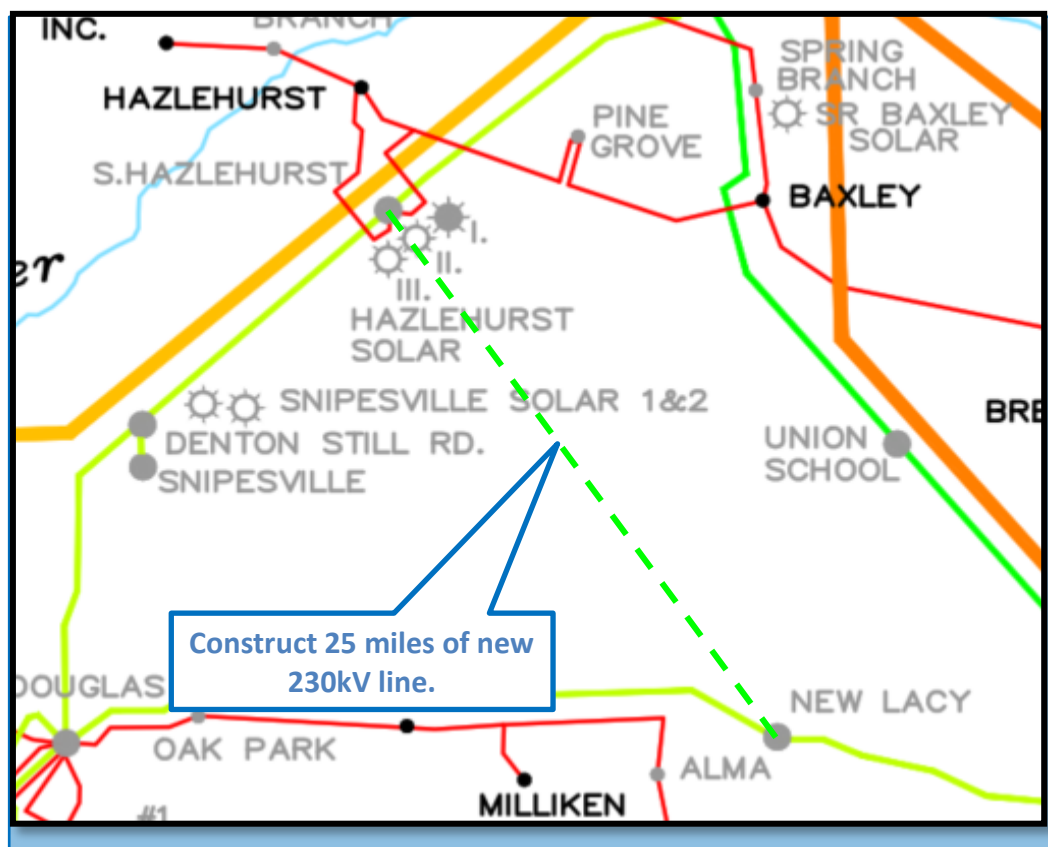 INC.
BRANCH
HAZLEHURST
SPRING
BRANCH
PINE
GROVE
SR BAXLEY
SOLAR
S.HAZLEHURST
BAXLEY
I.
II.
III.
HAZLEHURST
SOLAR
SNIPESVILLE SOLAR 1&2
DENTON STILL RD.
SNIPESVILLE
BRE
UNION
SCHOOL
Construct 25 miles of new
230kV line.
DOUGLAS
NEW LACY
OAK PARK
ALMA
MILLIKEN
#1